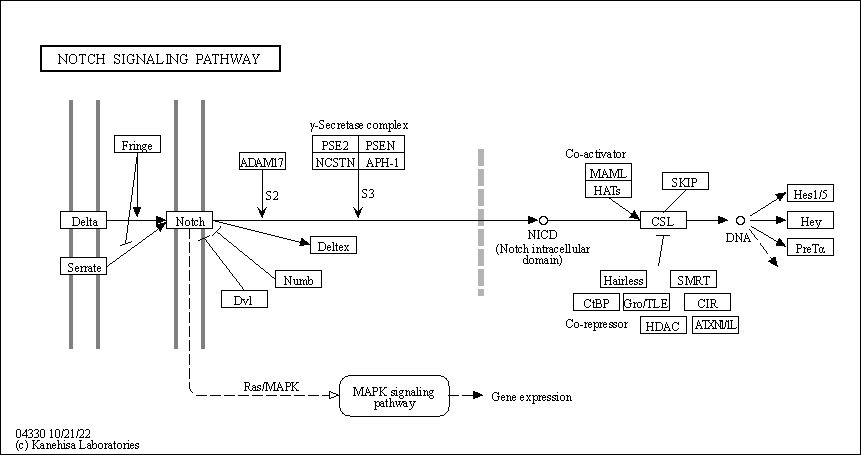 NOTCH SIGNALING PATHWAY
γ-Secretase complex
Fringe
PSE2 PSEN
NCSTN APH-1
ADAM17
S2
S3
Co-activator
MAML
HATs
SKIP
Delta
Notch
Serrate
Deltex
Numb
Dvl
NICD
(Notch intracellular
domain)
CSL
DNA
Hes1/5
Hey
PreTα
Hairless
SMRT
CtBP
Gro/TLE
CIR
Co-repressor
HDAC
ATXN1/1L
Ras/MAPK
MAPK signaling
pathway
Gene expression
04330 10/21/22
(c) Kanehisa Laboratories